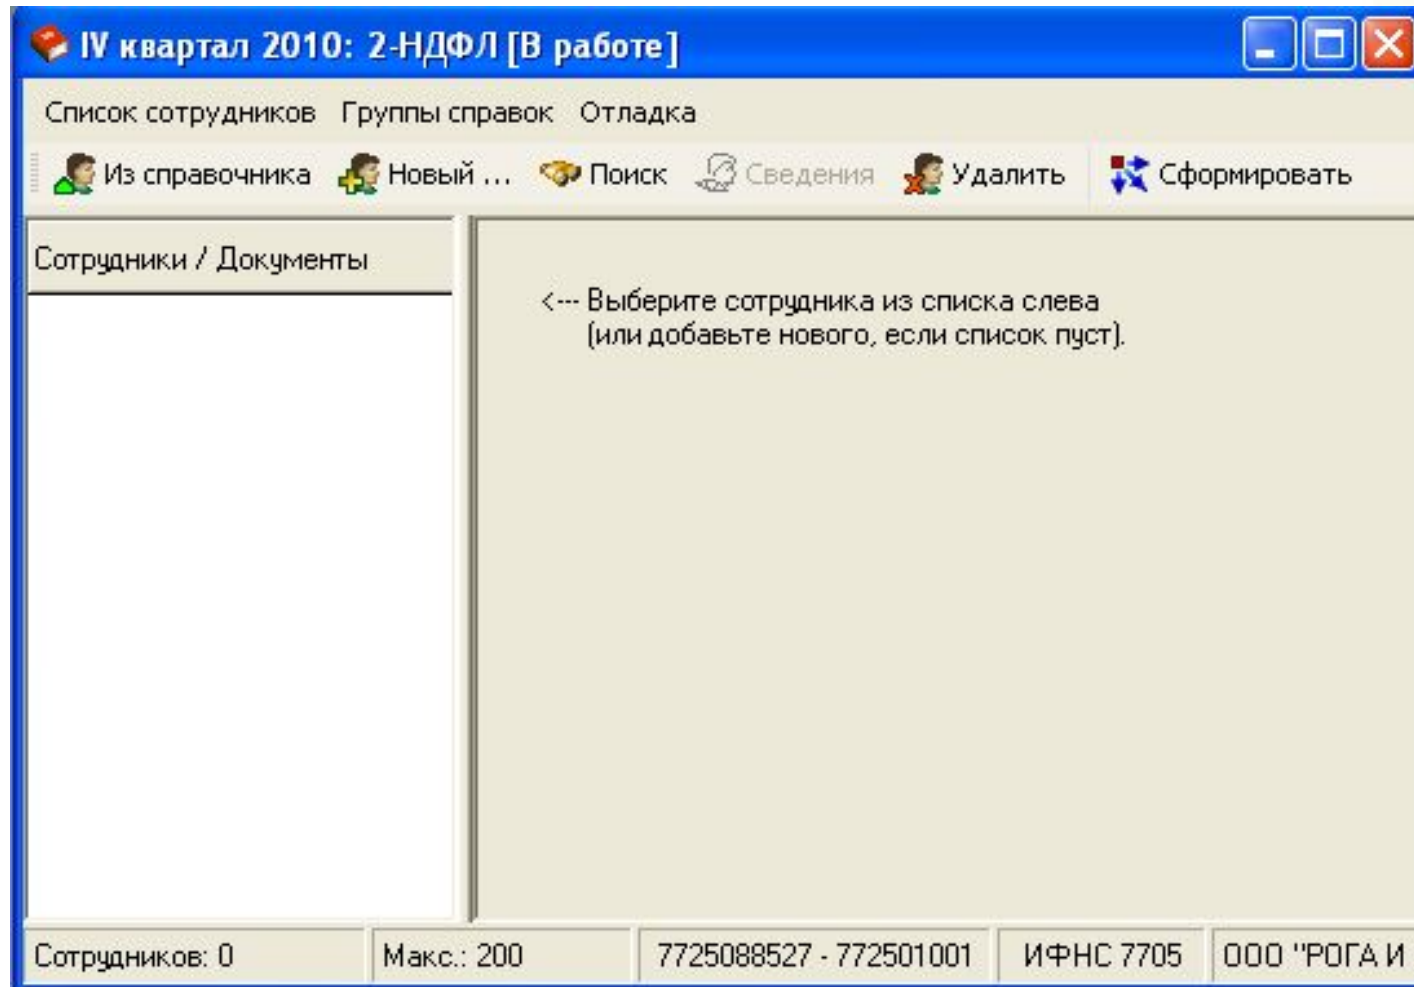 IV квартал 2010: 2-НДФЛ [В работе]
Список сотрудников Группы справок Отладка
Из справочника Новый ... Поиск Сведения Удалить Сформировать
Сотрудники / Документы
<--- Выберите сотрудника из списка слева
(или добавьте нового, если список пуст).
Сотрудников: 0 Макс.: 200 7725088527 - 772501001 ИФНС 7705 ООО "РОГА И